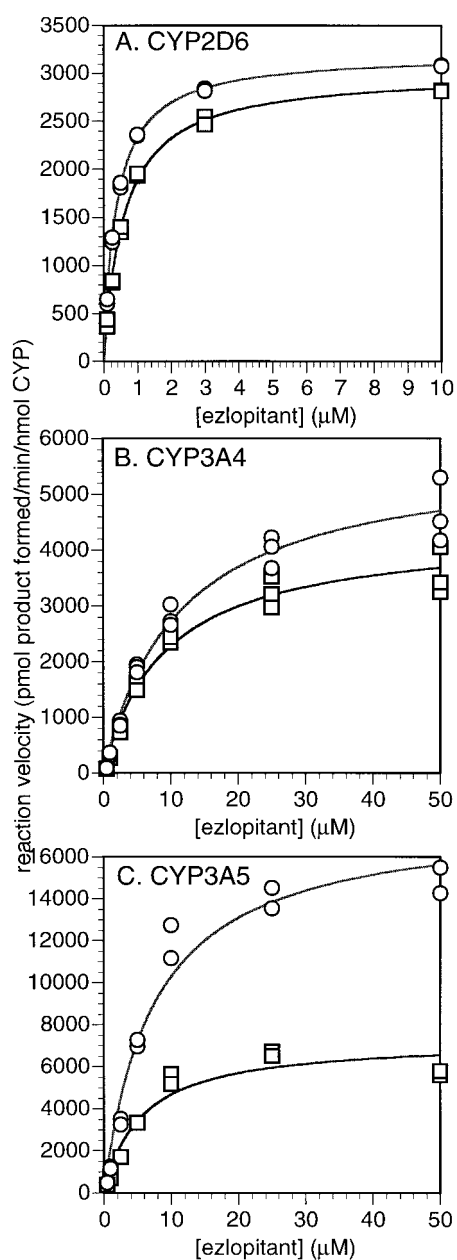 A. CYP2D6
3500
3000
2500
2000
1500
1000
500
0
0 1 2 3 4 5 6 7 8 9 10
[ezlopitant] (μM)
reaction velocity (pmol product formed/min/nmol CYP)
B. CYP3A4
6000
5000
4000
3000
2000
1000
0
0 10 20 30 40 50
[ezlopitant] (μM)
C. CYP3A5
16000
14000
12000
10000
8000
6000
4000
2000
0
0 10 20 30 40 50
[ezlopitant] (μM)